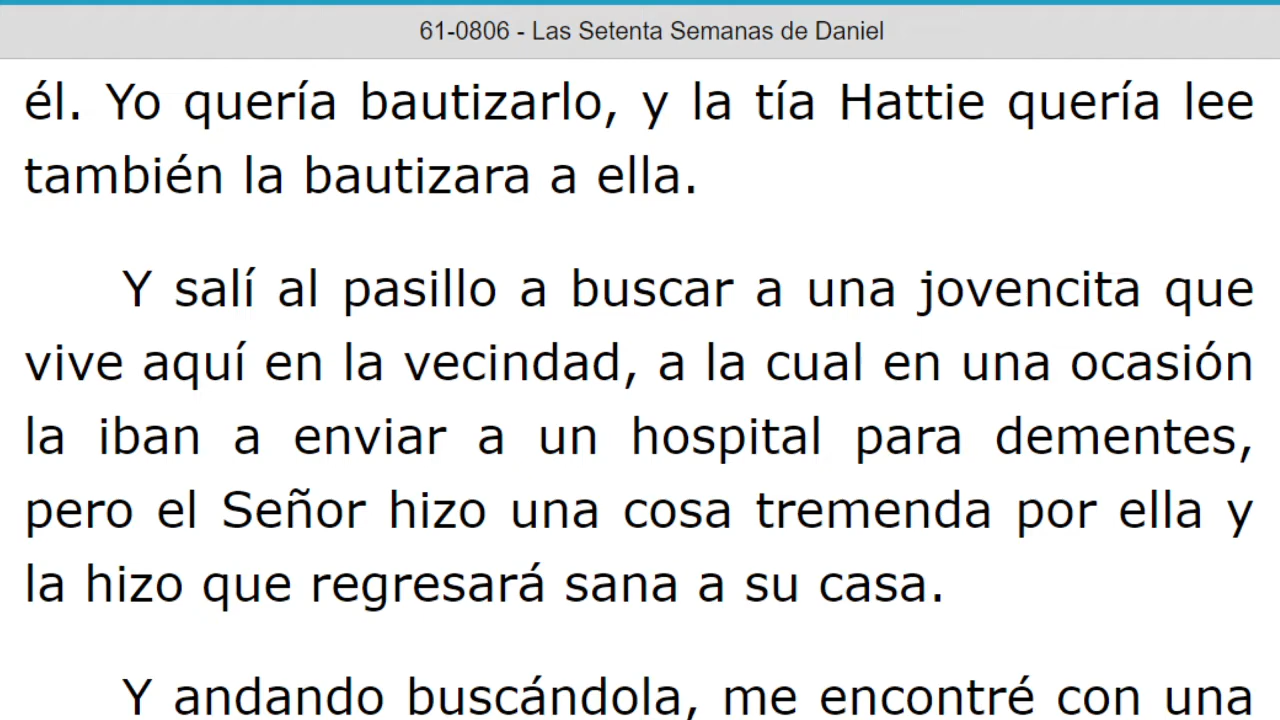 61-0806 - Las Setenta Semanas de Daniel
él. Yo quería bautizarlo, y la tía Hattie quería lee
también la bautizara a ella.
Y salí al pasillo a buscar a una jovencita que
vive aquí en la vecindad, a la cual en una ocasión
la iban a enviar a un hospital para dementes,
pero el Señor hizo una cosa tremenda por ella y
la hizo que regresará sana a su casa.
Y andando buscándola, me encontré con una